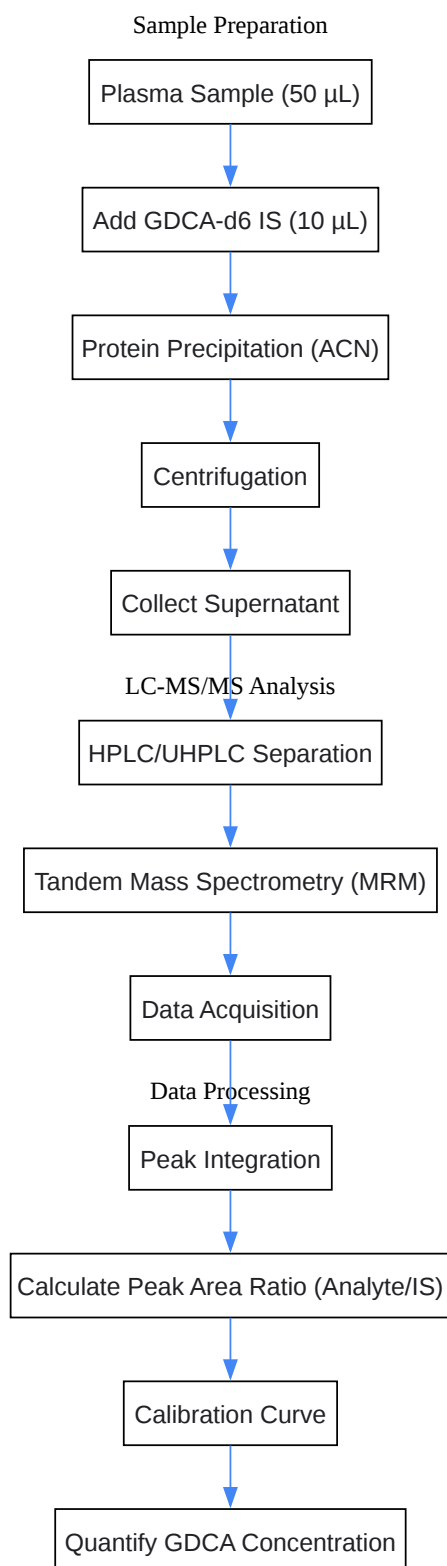 Sample Preparation
Plasma Sample (50 µL)
Add GDCA-d6 IS (10 µL)
Protein Precipitation (ACN)
Centrifugation
Collect Supernatant
LC-MS/MS Analysis
HPLC/UHPLC Separation
Tandem Mass Spectrometry (MRM)
Data Acquisition
Data Processing
Peak Integration
Calculate Peak Area Ratio (Analyte/IS)
Calibration Curve
Quantify GDCA Concentration